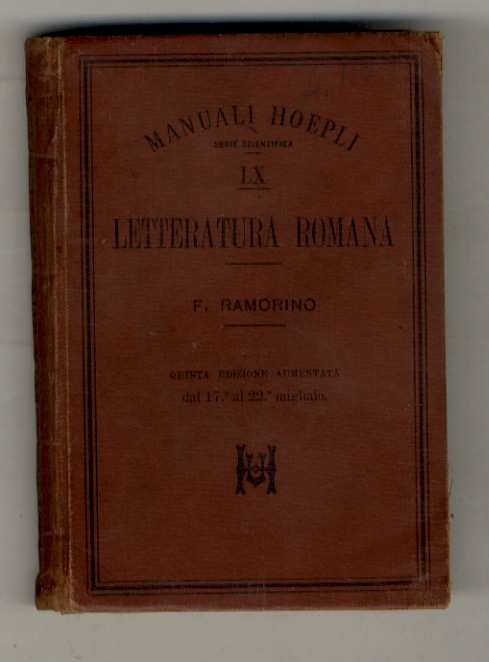 MANUALI HOEPLI
SERIE SCIENTIFICA
LX
LETTERATURA ROMANA
F. RAMORINO
QUINTA EDIZIONE AUMENTATA
dal 17.º al 22.º migliaio.